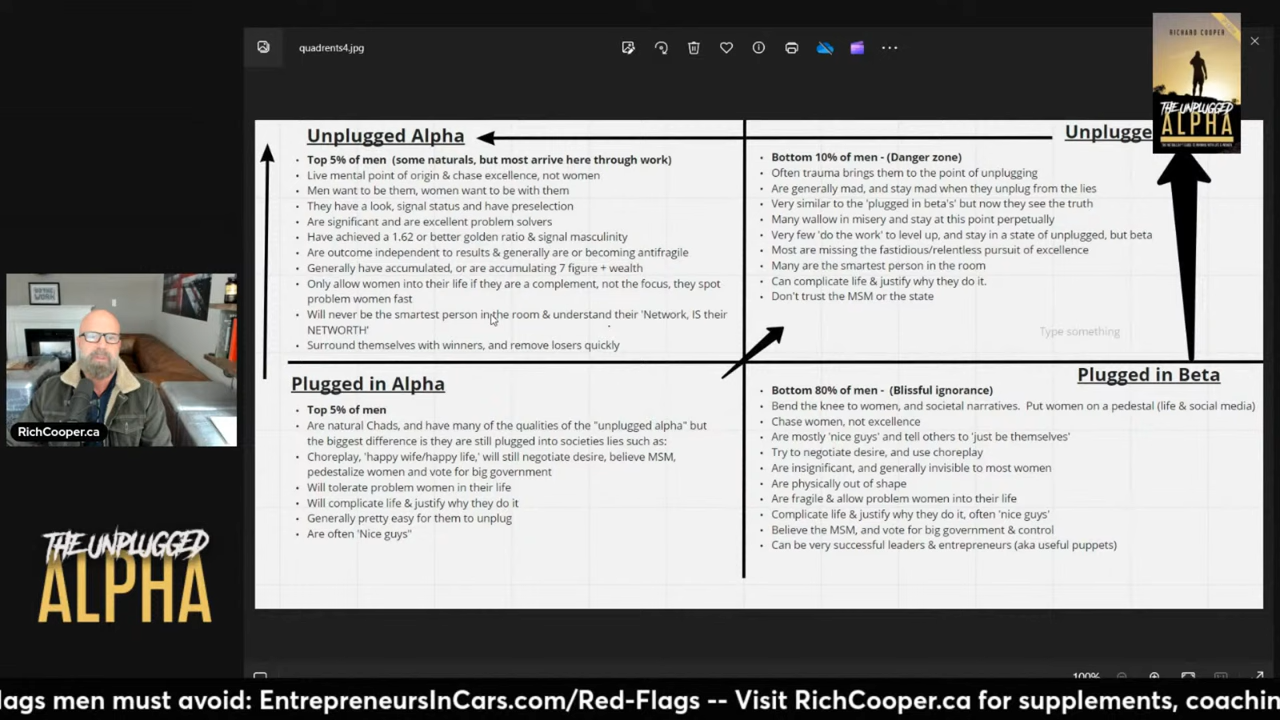 quadrents4.jpg
RICHARD COOPER
THE UNPLUGGED
ALPHA
Unplugged Alpha
Top 5% of men (some naturals, but most arrive here through work)
Live mental point of origin & chase excellence, not women
Men want to be them, women want to be with them
They have a look, signal status and have preselection
Are significant and are excellent problem solvers
Have achieved a 1.62 or better golden ratio & signal masculinity
Are outcome independent to results & generally are or becoming antifragile
Generally have accumulated, or are accumulating 7 figure + wealth
Only allow women into their life if they are a complement, not the focus, they spot
problem women fast
Will never be the smartest person in the room & understand their 'Network, IS their
NETWORTH'
Surround themselves with winners, and remove losers quickly
Unplugge
Bottom 10% of men - (Danger zone)
Often trauma brings them to the point of unplugging
Are generally mad, and stay mad when they unplug from the lies
Very similar to the 'plugged in beta's' but now they see the truth
Many wallow in misery and stay at this point perpetually
Very few 'do the work' to level up, and stay in a state of unplugged, but beta
Most are missing the fastidious/relentless pursuit of excellence
Many are the smartest person in the room
Can complicate life & justify why they do it.
Don't trust the MSM or the state
Type something
Plugged in Alpha
Top 5% of men
Are natural Chads, and have many of the qualities of the "unplugged alpha" but
the biggest difference is they are still plugged into societies lies such as:
Choreplay, 'happy wife/happy life,' will still negotiate desire, believe MSM,
pedestalize women and vote for big government
Will tolerate problem women in their life
Will complicate life & justify why they do it
Generally pretty easy for them to unplug
Are often 'Nice guys"
Plugged in Beta
Bottom 80% of men - (Blissful ignorance)
Bend the knee to women, and societal narratives. Put women on a pedestal (life & social media)
Chase women, not excellence
Are mostly 'nice guys' and tell others to 'just be themselves'
Try to negotiate desire, and use choreplay
Are insignificant, and generally invisible to most women
Are physically out of shape
Are fragile & allow problem women into their life
Complicate life & justify why they do it, often 'nice guys'
Believe the MSM, and vote for big government & control
Can be very successful leaders & entrepreneurs (aka useful puppets)
RichCooper.ca
THE UNPLUGGED
ALPHA
100%
lags men must avoid: EntrepreneursInCars.com/Red-Flags -- Visit RichCooper.ca for supplements, coachin